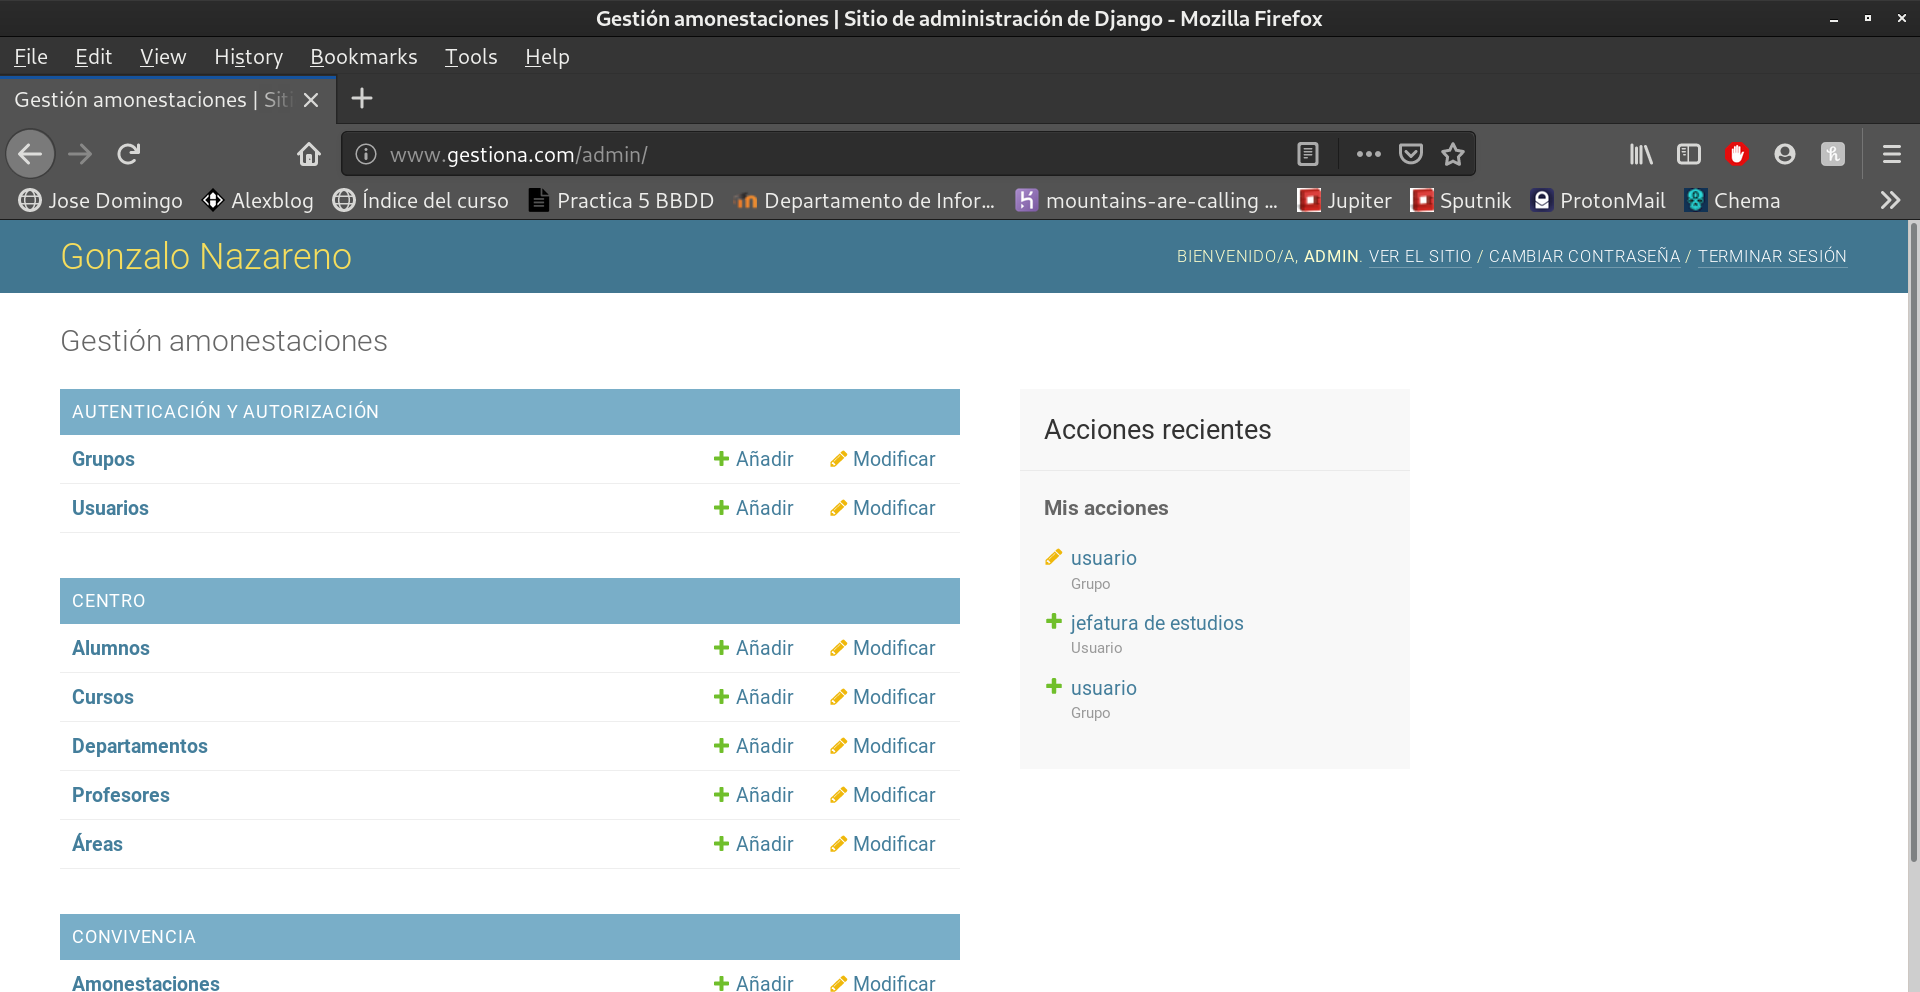 Gestión amonestaciones | Sitio de administración de Django - Mozilla Firefox
File Edit View History Bookmarks Tools Help
Gestión amonestaciones | Siti
www.gestiona.com/admin/
Jose Domingo Alexblog Índice del curso Practica 5 BBDD Departamento de Infor... mountains-are-calling ... Jupiter Sputnik ProtonMail Chema
Gonzalo Nazareno
BIENVENIDO/A, ADMIN. VER EL SITIO / CAMBIAR CONTRASEÑA / TERMINAR SESIÓN
Gestión amonestaciones
AUTENTICACIÓN Y AUTORIZACIÓN
Grupos Añadir Modificar
Usuarios Añadir Modificar
CENTRO
Alumnos Añadir Modificar
Cursos Añadir Modificar
Departamentos Añadir Modificar
Profesores Añadir Modificar
Áreas Añadir Modificar
CONVIVENCIA
Amonestaciones Añadir Modificar
Acciones recientes
Mis acciones
usuario
Grupo
jefatura de estudios
Usuario
usuario
Grupo